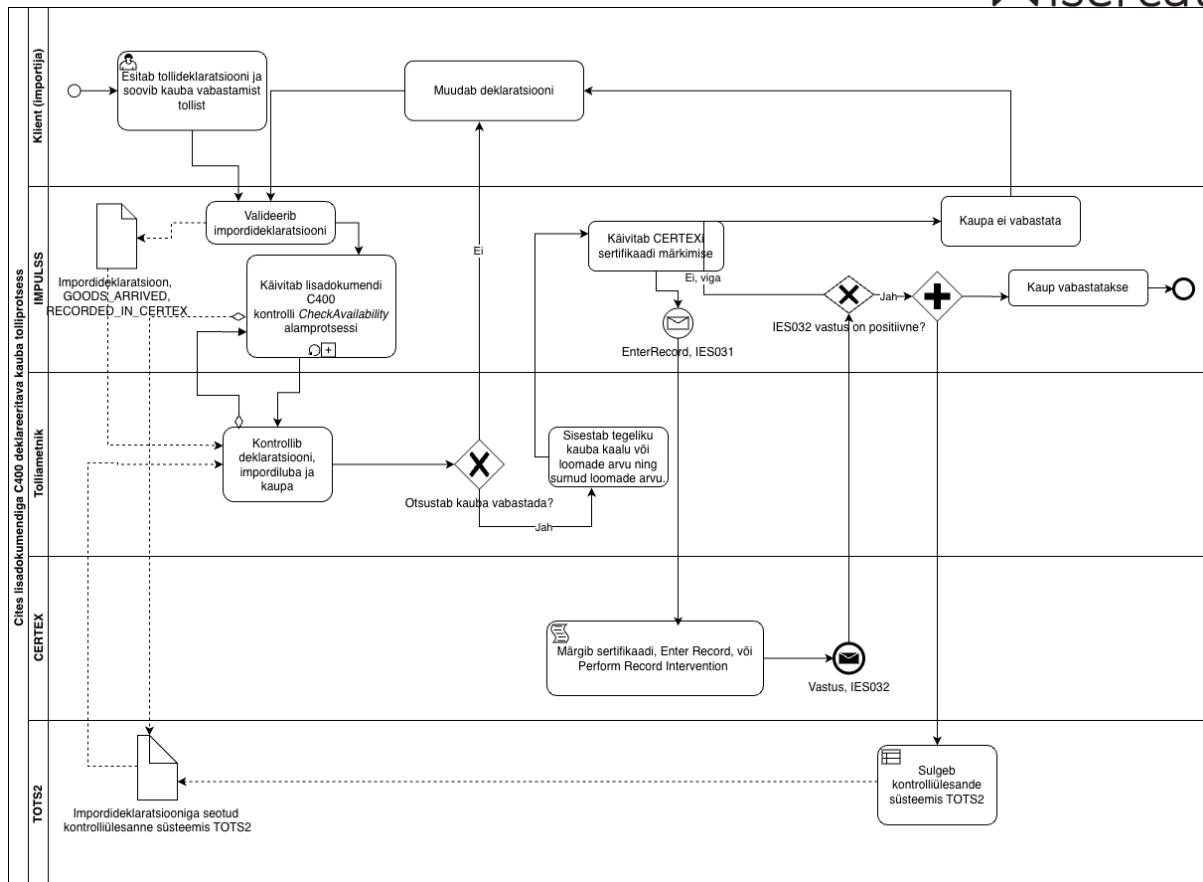 Cites lisadokumendiga C400 deklareeritava kauba tolliprotsess
Klient (importija)
Esitab tollideklaratsiooni ja
soovib kauba vabastamist
tollist
Muudab deklaratsiooni
IMPULSS
Valideerib
impordideklaratsiooni
Impordideklaratsioon,
GOODS_ARRIVED,
RECORDED_IN_CERTEX
Käivitab lisadokumendi
C400
kontrolli CheckAvailability
alamprotsessi
Ei
Käivitab CERTEXi
sertifikaadi märkimise
Ei, viga
Kaupa ei vabastata
EnterRecord, IES031
IES032 vastus on positiivne?
Jah
Kaup vabastatakse
Tolliametnik
Kontrollib
deklaratsiooni,
impordiluba ja
kaupa
Otsustab kauba vabastada?
Jah
Sisestab tegeliku
kauba kaalu või
loomade arvu ning
surnud loomade arvu.
CERTEX
Märgib sertifikaadi, Enter Record, või
Perform Record Intervention
Vastus, IES032
TOTS2
Impordideklaratsiooniga seotud
kontrolliülesanne süsteemis TOTS2
Sulgeb
kontrolliülesande
süsteemis TOTS2